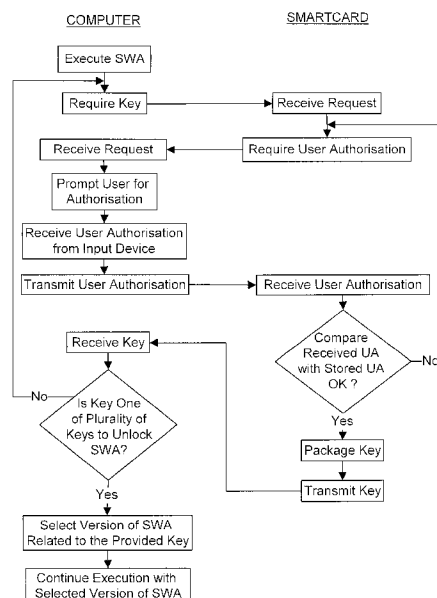 COMPUTER
SMARTCARD
Execute SWA
Require Key
Receive Request
Receive Request
Require User Authorisation
Prompt User for
Authorisation
Receive User Authorisation
from Input Device
Transmit User Authorisation
Receive User Authorisation
Receive Key
Compare
Received UA
with Stored UA
OK ?
No
No
Is Key One
of Plurality of
Keys to Unlock
SWA?
Yes
Package Key
Yes
Transmit Key
Select Version of SWA
Related to the Provided Key
Continue Execution with
Selected Version of SWA